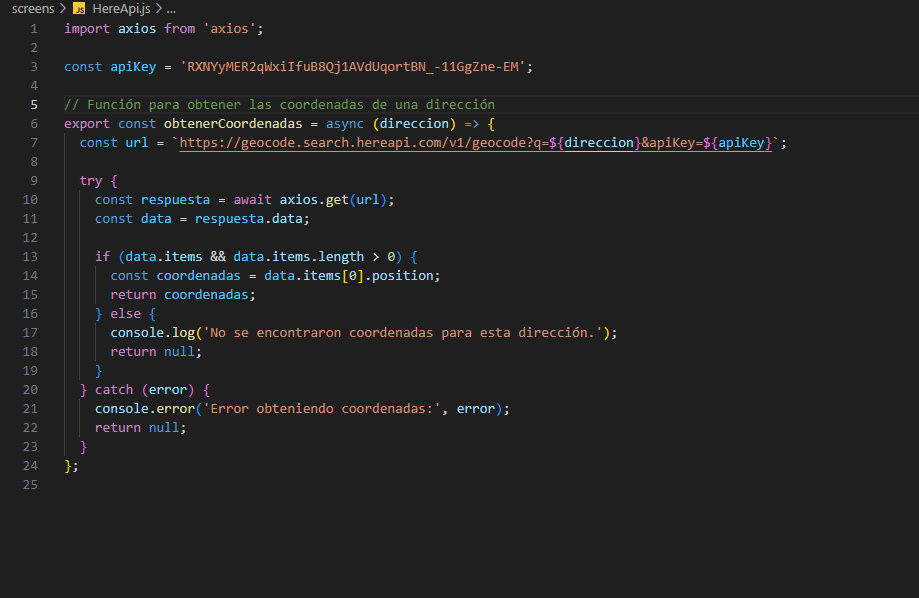 screens > JS HereApi.js > ...
1 import axios from 'axios';
2
3 const apiKey = 'RXNYyMER2qWxiIfuB8Qj1AVdUqortBN_-11GgZne-EM';
4
5 // Función para obtener las coordenadas de una dirección
6 export const obtenerCoordenadas = async (direccion) => {
7 const url = `https://geocode.search.hereapi.com/v1/geocode?q=${direccion}&apiKey=${apiKey}`;
8
9 try {
10 const respuesta = await axios.get(url);
11 const data = respuesta.data;
12
13 if (data.items && data.items.length > 0) {
14 const coordenadas = data.items[0].position;
15 return coordenadas;
16 } else {
17 console.log('No se encontraron coordenadas para esta dirección.');
18 return null;
19 }
20 } catch (error) {
21 console.error('Error obteniendo coordenadas:', error);
22 return null;
23 }
24 };
25